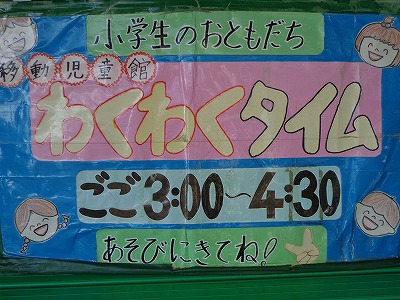 小学生のおともだち
移動児童館
わくわくタイム
ごご3:00~4:30
あそびにきてね!